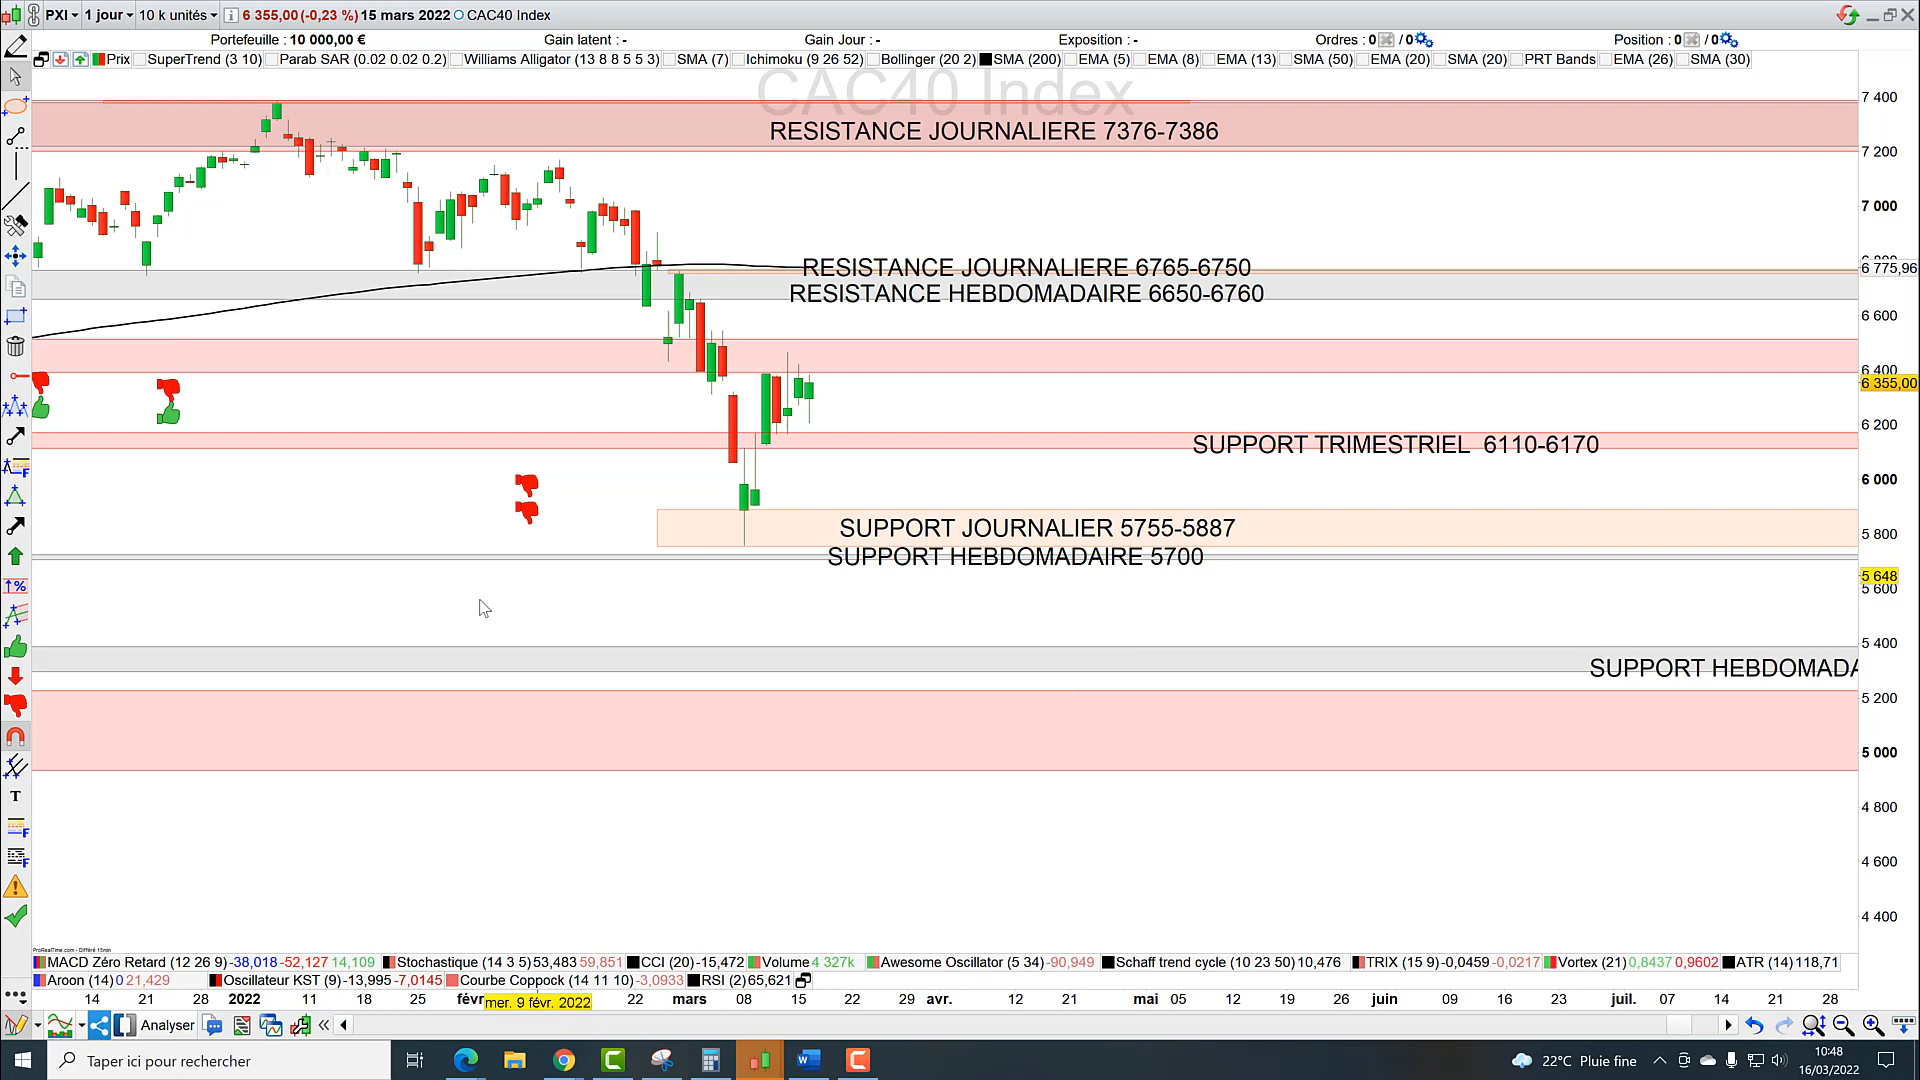 PXI 1 jour 10 k unités 6 355,00 (-0,23 %) 15 mars 2022 CAC40 Index
Portefeuille : 10 000,00 € Gain latent : - Gain Jour : - Exposition : - Ordres : 0 / 0 Position : 0 / 0
Prix SuperTrend (3 10) Parab SAR (0.02 0.02 0.2) Williams Alligator (13 8 8 5 5 3) SMA (7) Ichimoku (9 26 52) Bollinger (20 2) SMA (200) EMA (5) EMA (8) EMA (13) SMA (50) EMA (20) SMA (20) PRT Bands EMA (26) SMA (30)
CAC40 Index
7 400
RESISTANCE JOURNALIERE 7376-7386
7 200
7 000
RESISTANCE JOURNALIERE 6765-6750
6 775,96
RESISTANCE HEBDOMADAIRE 6650-6760
6 600
6 400
6 355,00
6 200
SUPPORT TRIMESTRIEL 6110-6170
6 000
SUPPORT JOURNALIER 5755-5887
5 800
SUPPORT HEBDOMADAIRE 5700
5 648
5 600
5 400
SUPPORT HEBDOMADA
5 200
5 000
4 800
4 600
4 400
ProRealTime.com - Différé 15min
MACD Zéro Retard (12 26 9) -38,018 -52,127 14,109 Stochastique (14 3 5) 53,483 59,851 CCI (20) -15,472 Volume 4 327k Awesome Oscillator (5 34) -90,949 Schaff trend cycle (10 23 50) 10,476 TRIX (15 9) -0,0459 -0,0217 Vortex (21) 0,8437 0,9602 ATR (14) 118,71
Aroon (14) 0 21,429 Oscillateur KST (9) -13,995 -7,0145 Courbe Coppock (14 11 10) -3,0933 RSI (2) 65,621
14 21 28 2022 11 18 25 févr mer. 9 févr. 2022 22 mars 08 15 22 29 avr. 12 21 mai 05 12 19 26 juin 09 16 23 juil. 07 14 21 28
Analyser
Taper ici pour rechercher
22°C Pluie fine
10:48
16/03/2022